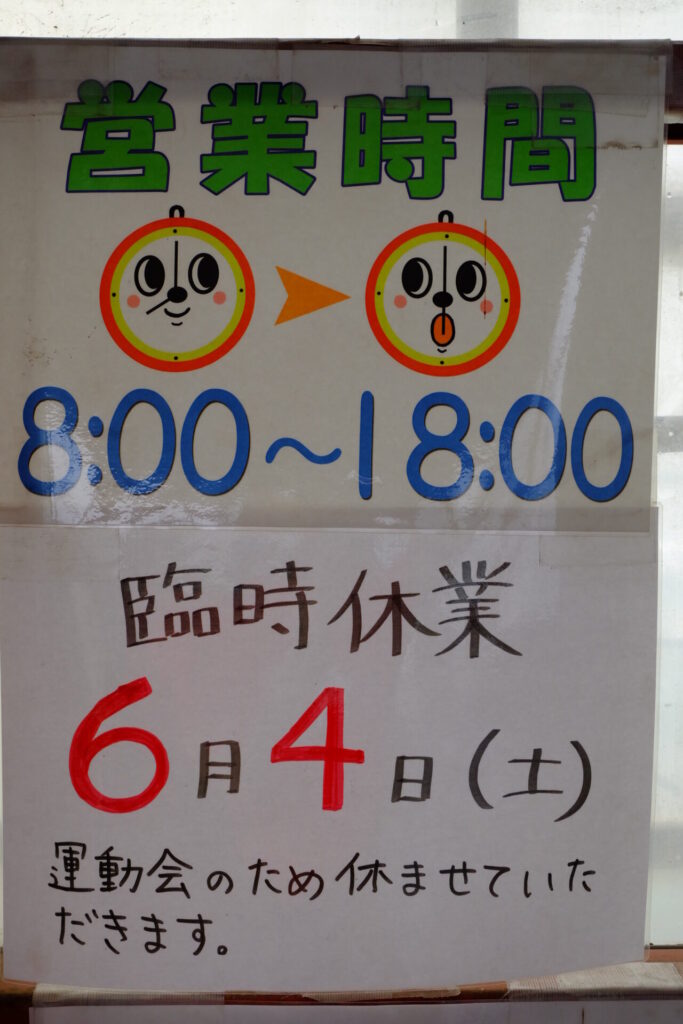 営業時間
8:00～18:00
臨時休業
6月4日(土)
運動会のため休ませていた
だきます。